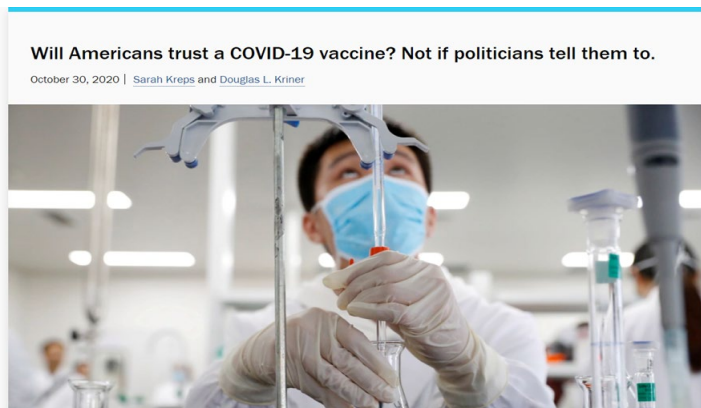 Will Americans trust a COVID-19 vaccine? Not if politicians tell them to.
October 30, 2020 | Sarah Kreps and Douglas L. Kriner